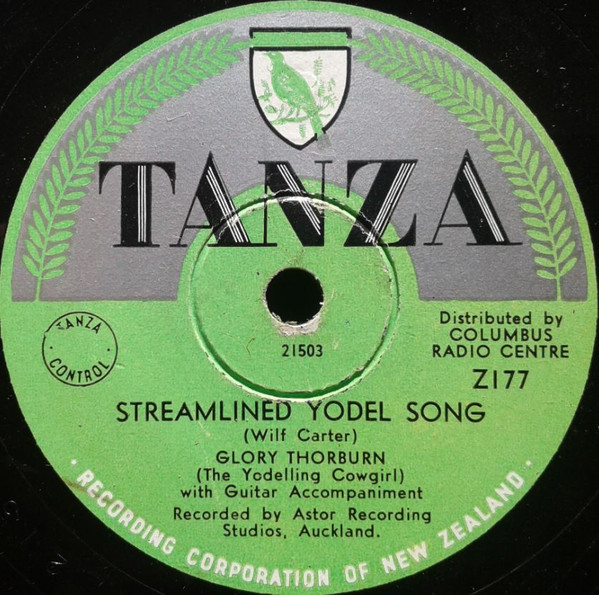 TANZA
TANZA
CONTROL
21503
Distributed by
COLUMBUS
RADIO CENTRE
Z177
STREAMLINED YODEL SONG
(Wilf Carter)
GLORY THORBURN
(The Yodelling Cowgirl)
with Guitar Accompaniment
Recorded by Astor Recording
Studios, Auckland.
· RECORDING CORPORATION OF NEW ZEALAND ·